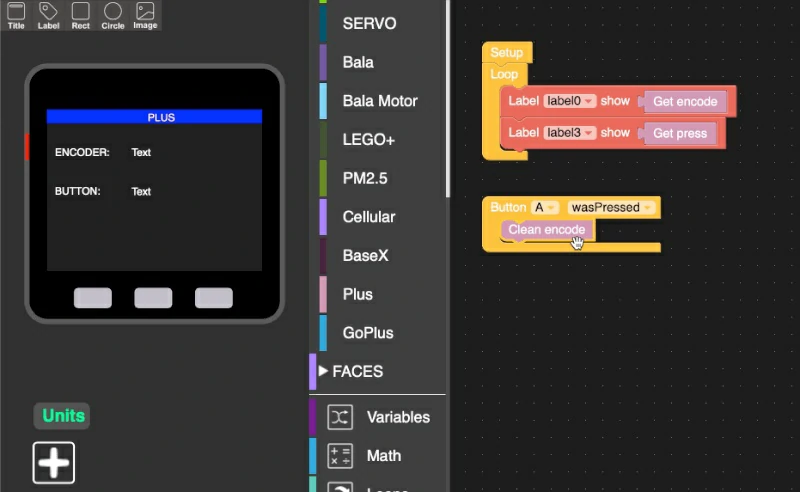 Title Label Rect Circle Image
PLUS
ENCODER: Text
BUTTON: Text
Units
SERVO
Bala
Bala Motor
LEGO+
PM2.5
Cellular
BaseX
Plus
GoPlus
FACES
Variables
Math
Loops
Setup
Loop
Label label0 show Get encode
Label label3 show Get press
Button A wasPressed
Clean encode